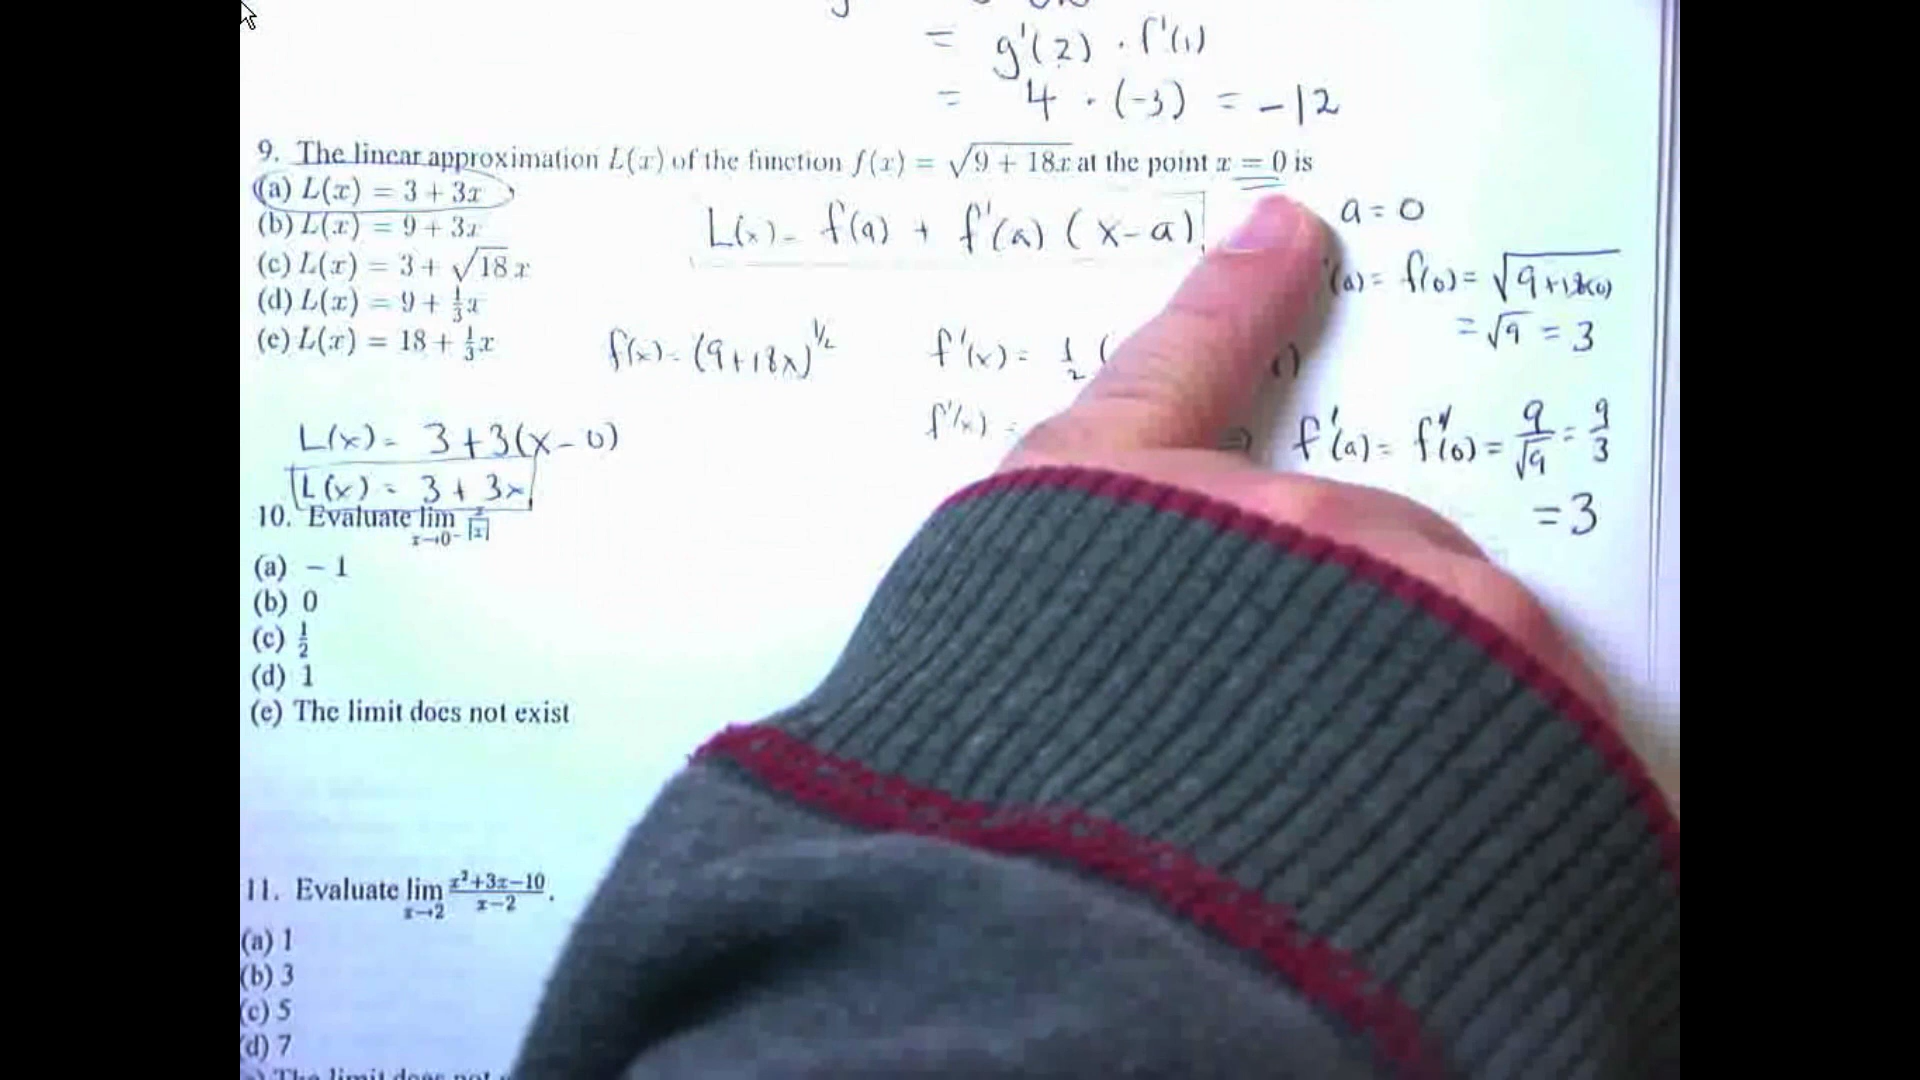 = g'(2) · f'(1)
= 4 · (-3) = -12
9. The linear approximation L(x) of the function f(x) = √(9 + 18x) at the point x = 0 is
(a) L(x) = 3 + 3x
(b) L(x) = 9 + 3x
(c) L(x) = 3 + √18 x
(d) L(x) = 9 + 1/3 x
(e) L(x) = 18 + 1/3 x
L(x) = f(a) + f'(a) (x-a)
a = 0
(a) = f(0) = √(9+18(0))
= √9 = 3
f(x) = (9+18x)^1/2
f'(x) = 1/2 (
f'(x) =
⇒ f'(a) = f'(0) = 9/√9 = 9/3
= 3
L(x) = 3+3(x-0)
L(x) = 3 + 3x
10. Evaluate lim x→0⁻ x/|x|
(a) - 1
(b) 0
(c) 1/2
(d) 1
(e) The limit does not exist
11. Evaluate lim x→2 x²+3x-10/x-2 .
(a) 1
(b) 3
(c) 5
(d) 7
The limit does not